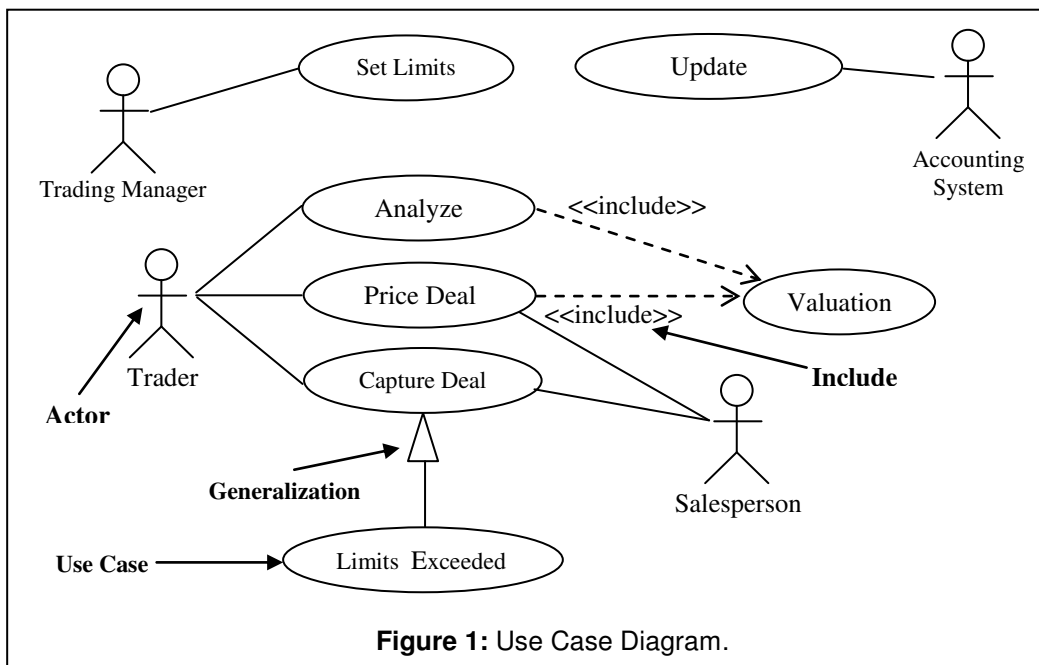 Set Limits
Update
Trading Manager
Accounting
System
Analyze
<<include>>
Price Deal
Valuation
<<include>>
Trader
Capture Deal
Include
Actor
Generalization
Salesperson
Use Case
Limits Exceeded
Figure 1: Use Case Diagram.